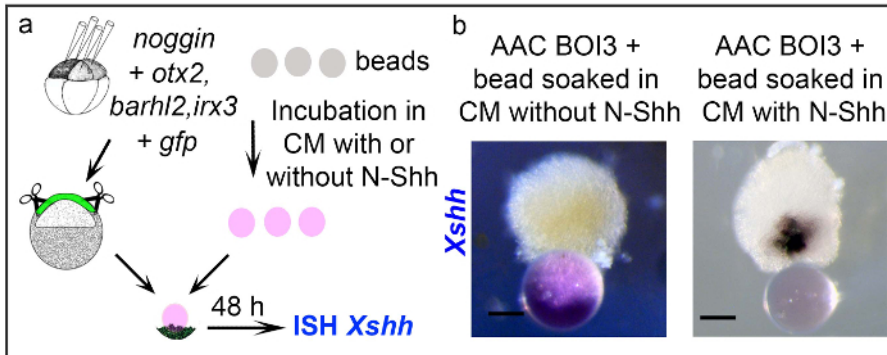 a
noggin
+ otx2,
barhl2,irx3
+ gfp
beads
Incubation in
CM with or
without N-Shh
48 h
ISH Xshh
b
AAC BOI3 +
bead soaked in
CM without N-Shh
AAC BOI3 +
bead soaked in
CM with N-Shh
Xshh